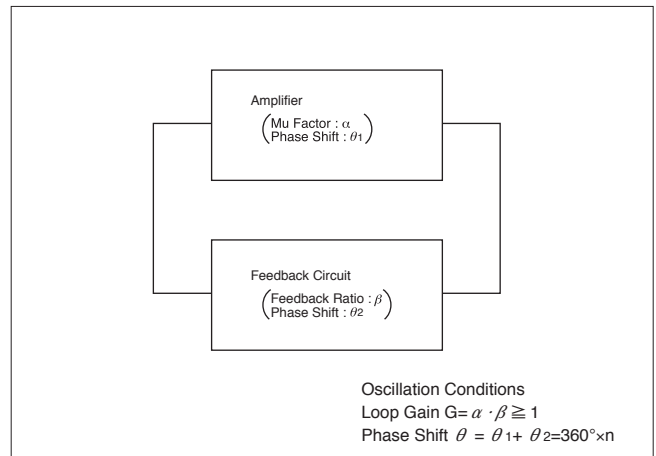 Amplifier
(Mu Factor : α
Phase Shift : θ1)
Feedback Circuit
(Feedback Ratio : β
Phase Shift : θ2)
Oscillation Conditions
Loop Gain G= α · β ≧ 1
Phase Shift θ = θ1+ θ2=360°×n